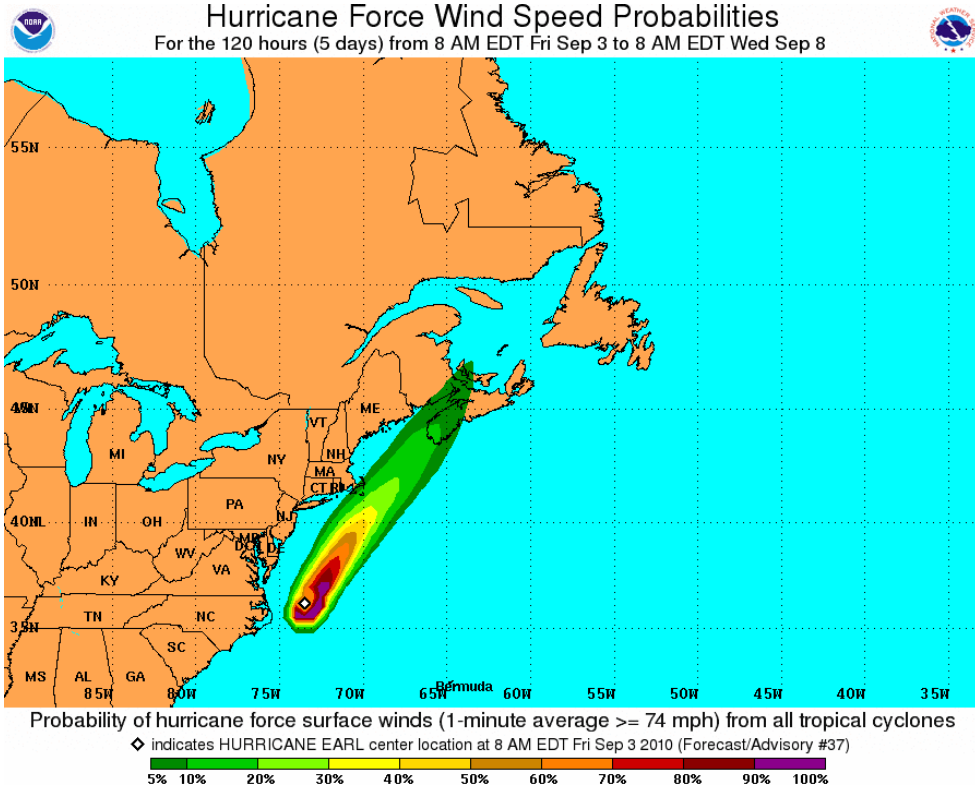 Hurricane Force Wind Speed Probabilities
For the 120 hours (5 days) from 8 AM EDT Fri Sep 3 to 8 AM EDT Wed Sep 8
NOAA
NATIONAL WEATHER SERVICE
55N
50N
45N
ME
VT
MI
NH
NY
MA
CT RI
PA
40N
IL
IN
OH
NJ
MD
DC
DE
WV
VA
KY
TN
NC
35N
SC
MS
AL
GA
Bermuda
85W
80W
75W
70W
65W
60W
55W
50W
45W
40W
35W
Probability of hurricane force surface winds (1-minute average >= 74 mph) from all tropical cyclones
indicates HURRICANE EARL center location at 8 AM EDT Fri Sep 3 2010 (Forecast/Advisory #37)
5% 10% 20% 30% 40% 50% 60% 70% 80% 90% 100%